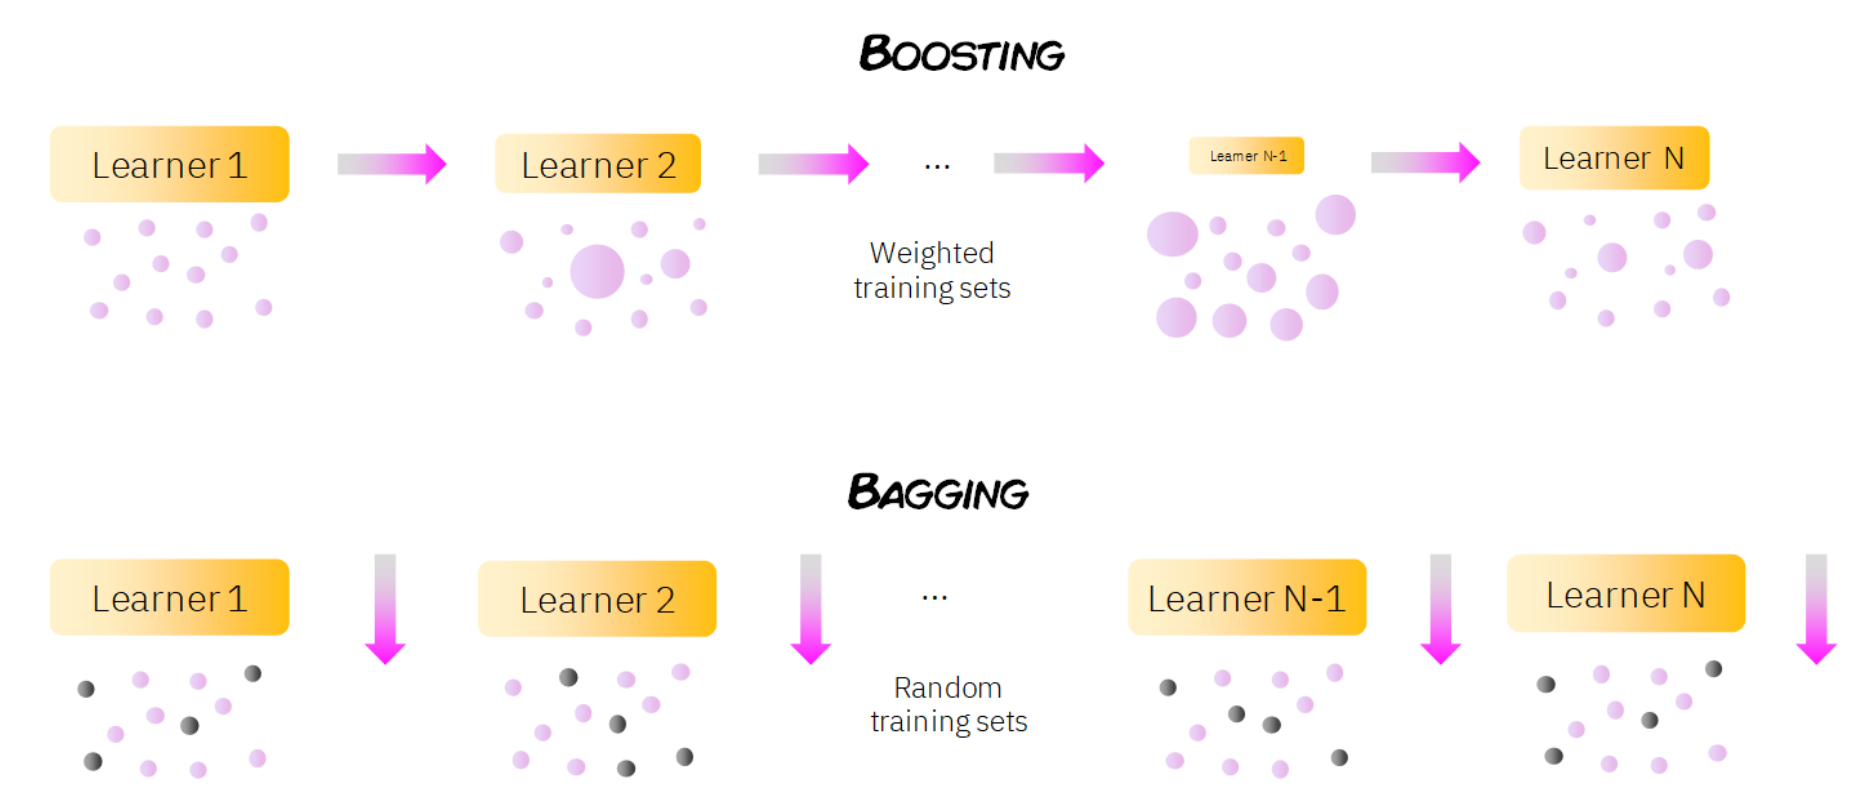 BOOSTING
Learner 1
Learner 2
...
Learner N-1
Learner N
Weighted
training sets
BAGGING
Learner 1
Learner 2
...
Learner N-1
Learner N
Random
training sets